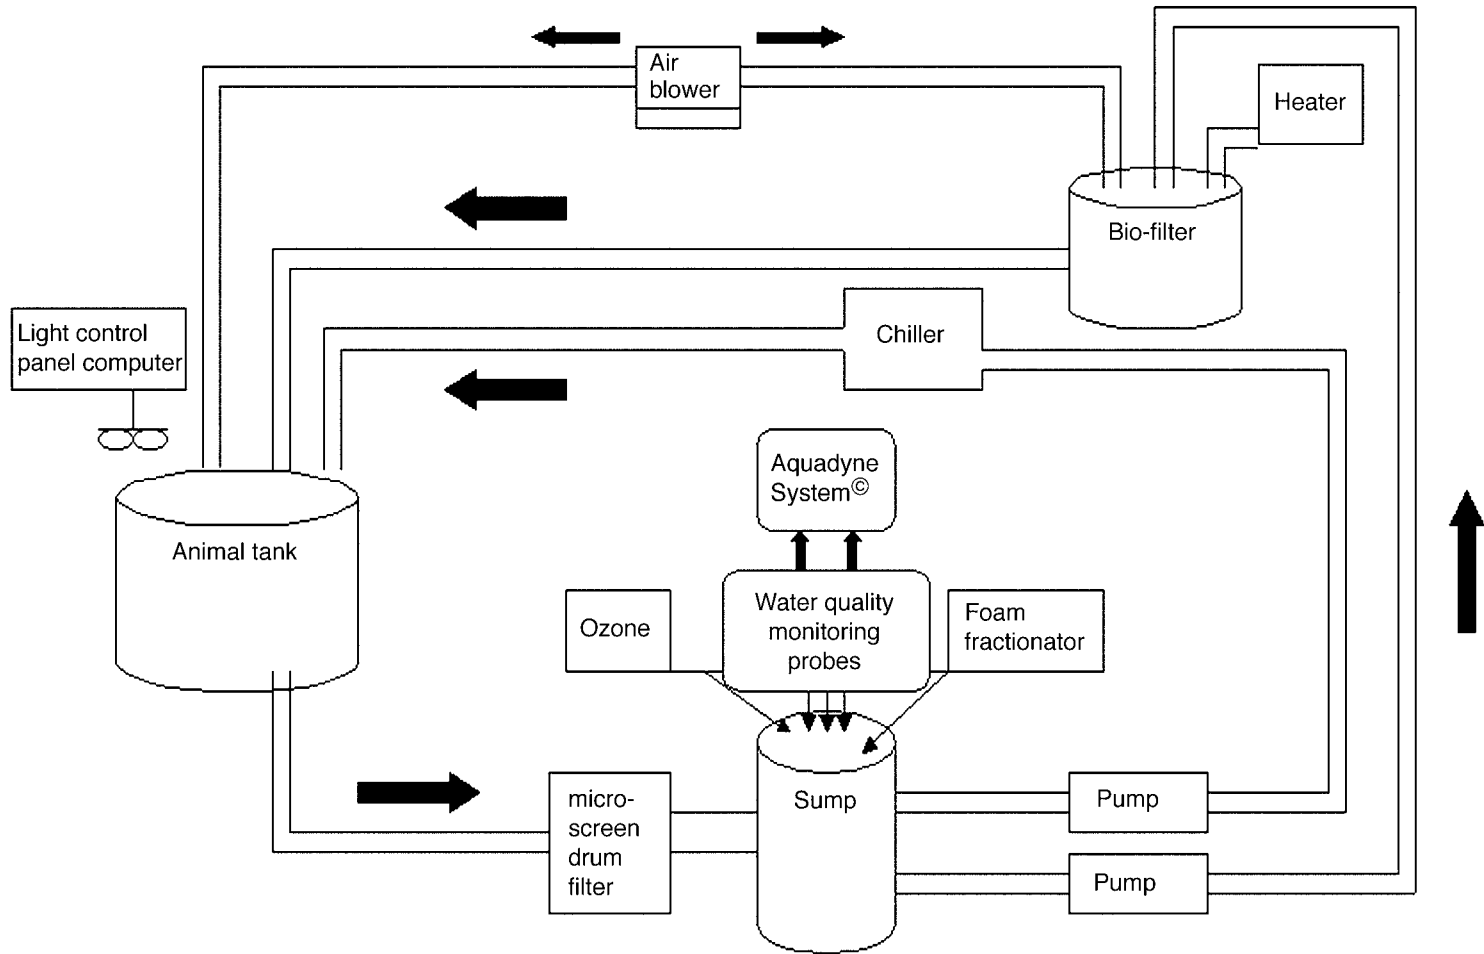 Air
blower
Heater
Bio-filter
Light control
panel computer
Chiller
Aquadyne
System©
Animal tank
Ozone
Water quality
monitoring
probes
Foam
fractionator
micro-
screen
drum
filter
Sump
Pump
Pump